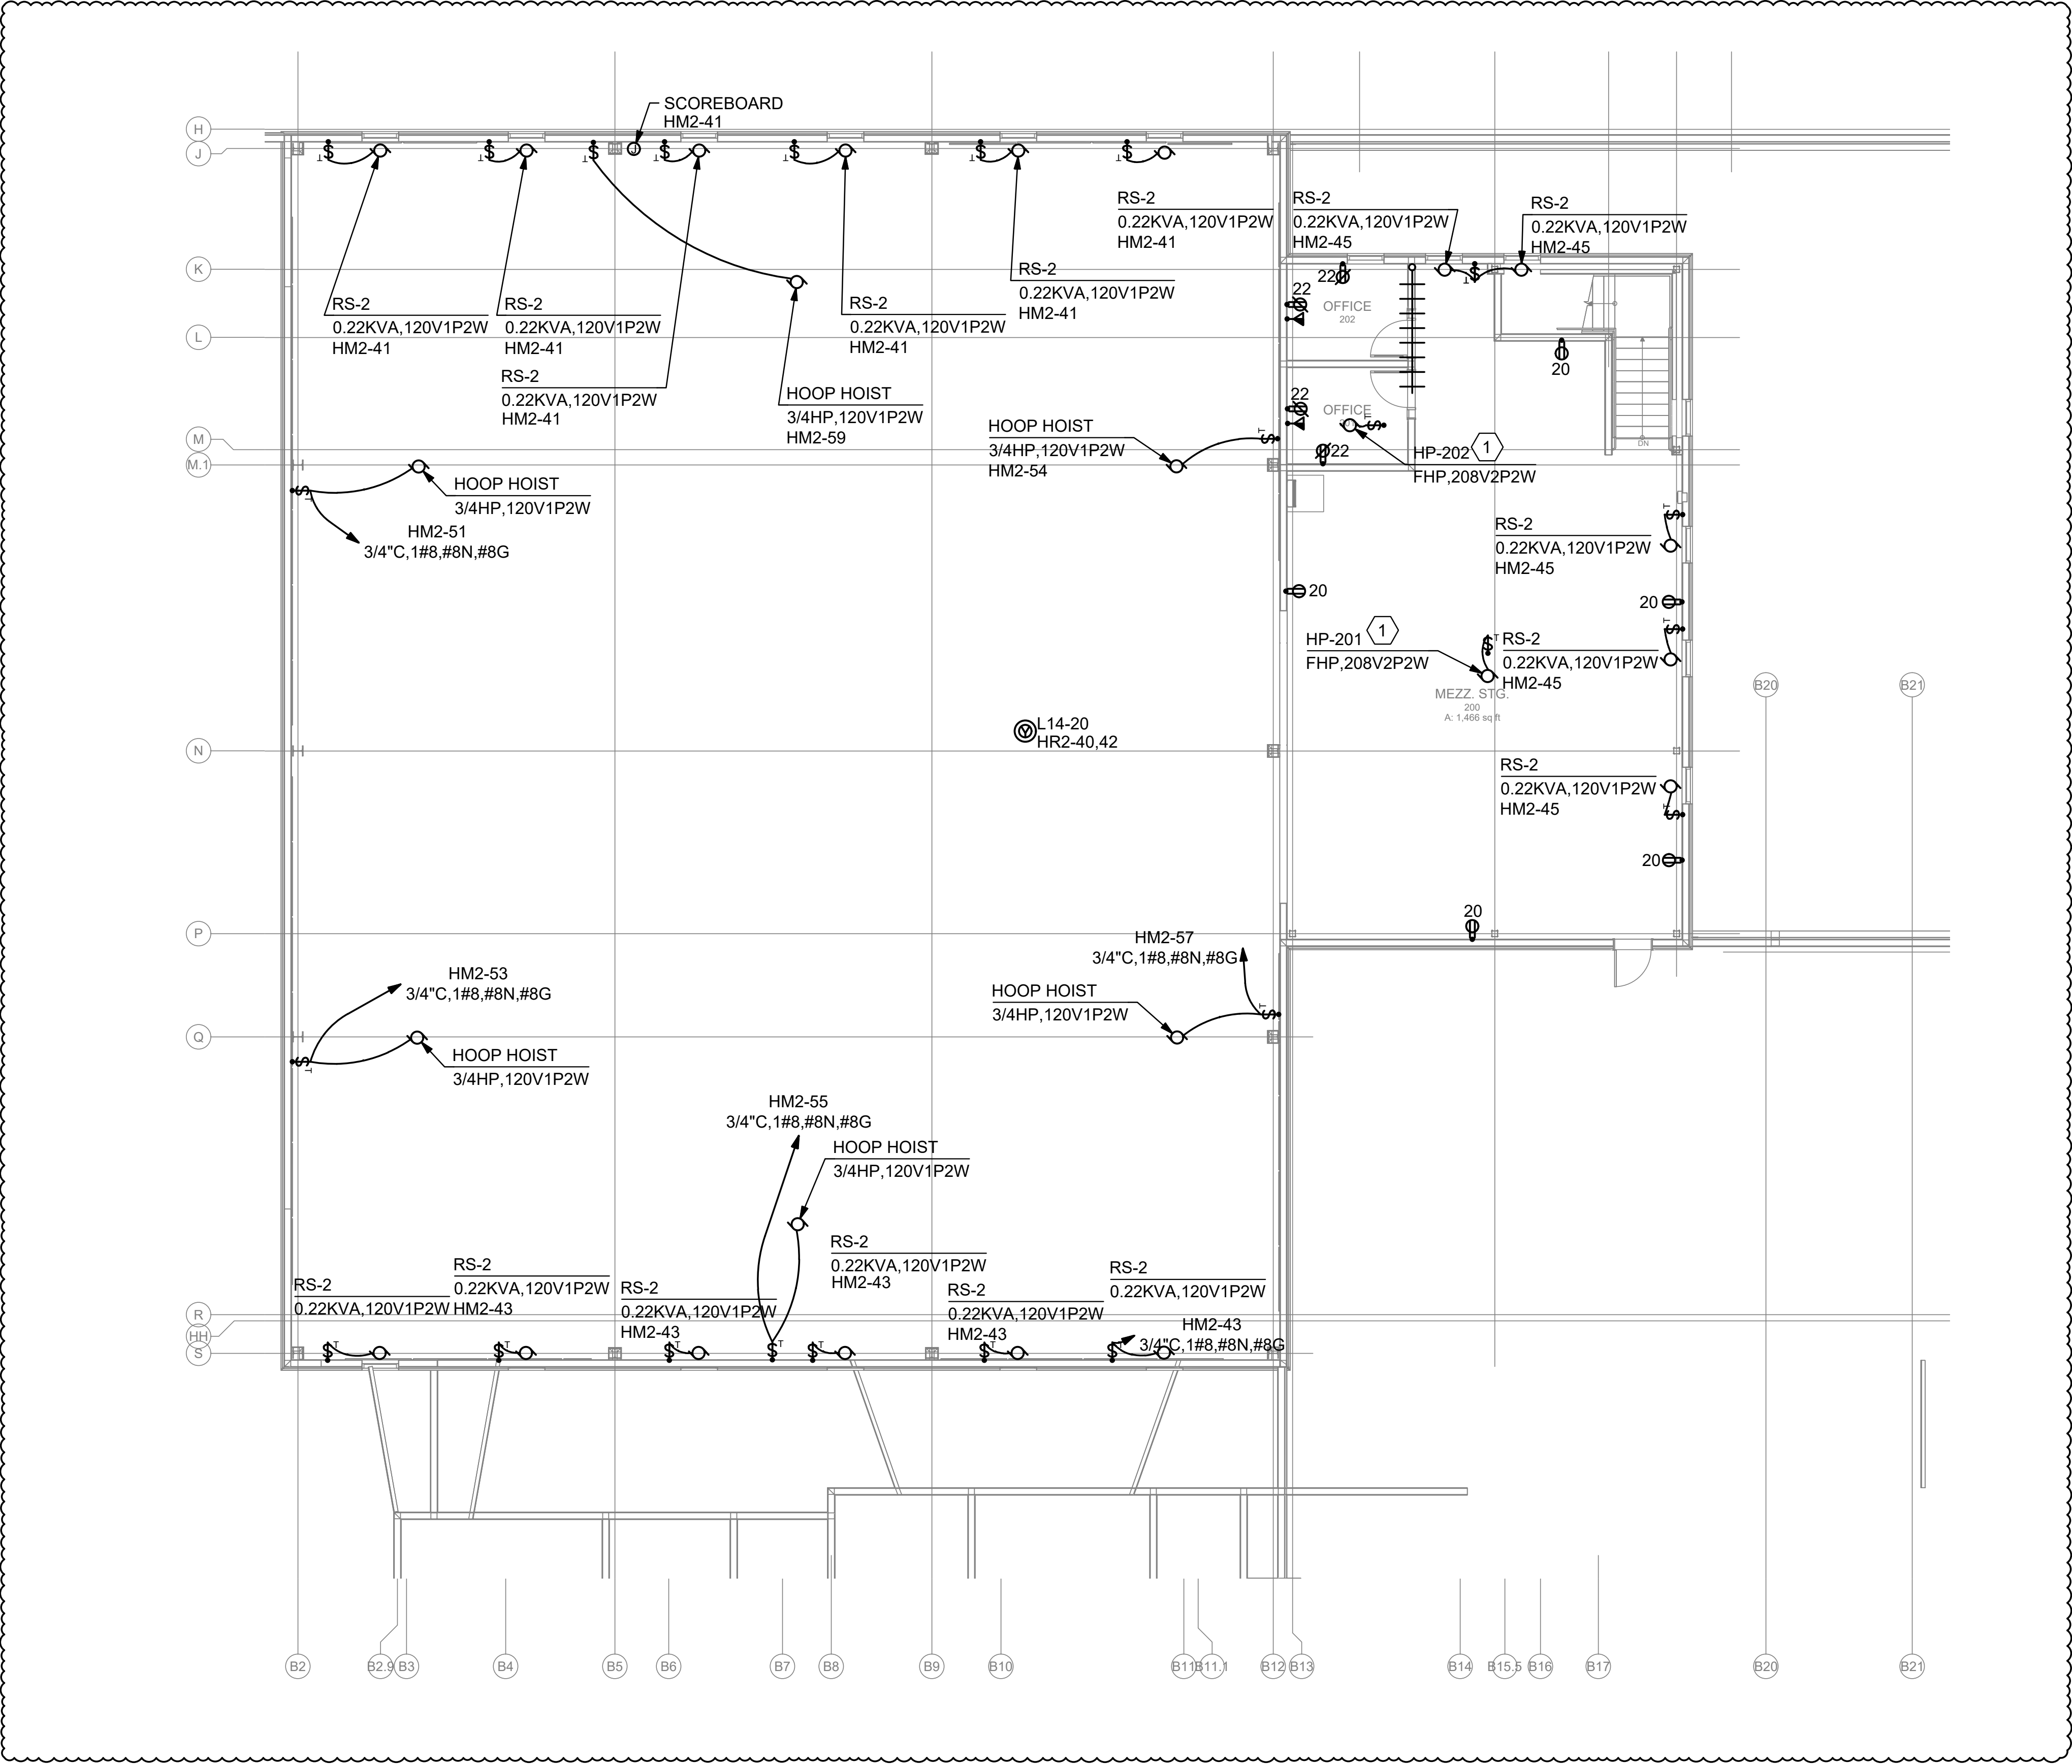 SCOREBOARD
HM2-41
H
J
RS-2
0.22KVA,120V1P2W
HM2-41
RS-2
0.22KVA,120V1P2W
HM2-45
RS-2
0.22KVA,120V1P2W
HM2-45
K
RS-2
0.22KVA,120V1P2W
HM2-41
22
22
OFFICE
202
RS-2
0.22KVA,120V1P2W
HM2-41
RS-2
0.22KVA,120V1P2W
HM2-41
RS-2
0.22KVA,120V1P2W
HM2-41
L
20
RS-2
0.22KVA,120V1P2W
HM2-41
HOOP HOIST
3/4HP,120V1P2W
HM2-59
22
OFFICE
HOOP HOIST
3/4HP,120V1P2W
HM2-54
M
M.1
22
HP-202
1
FHP,208V2P2W
DN
HOOP HOIST
3/4HP,120V1P2W
HM2-51
3/4"C,1#8,#8N,#8G
RS-2
0.22KVA,120V1P2W
HM2-45
20
20
HP-201
1
FHP,208V2P2W
RS-2
0.22KVA,120V1P2W
HM2-45
MEZZ. STG.
200
A: 1,466 sq ft
B20
B21
L14-20
HR2-40,42
N
RS-2
0.22KVA,120V1P2W
HM2-45
20
20
P
HM2-57
3/4"C,1#8,#8N,#8G
HM2-53
3/4"C,1#8,#8N,#8G
HOOP HOIST
3/4HP,120V1P2W
Q
HOOP HOIST
3/4HP,120V1P2W
HM2-55
3/4"C,1#8,#8N,#8G
HOOP HOIST
3/4HP,120V1P2W
RS-2
0.22KVA,120V1P2W
RS-2
0.22KVA,120V1P2W
HM2-43
RS-2
0.22KVA,120V1P2W
HM2-43
RS-2
0.22KVA,120V1P2W
HM2-43
RS-2
0.22KVA,120V1P2W
HM2-43
RS-2
0.22KVA,120V1P2W
HM2-43
3/4"C,1#8,#8N,#8G
R
HH
S
B2
B2.9
B3
B4
B5
B6
B7
B8
B9
B10
B11
B11.1
B12
B13
B14
B15.5
B16
B17
B20
B21